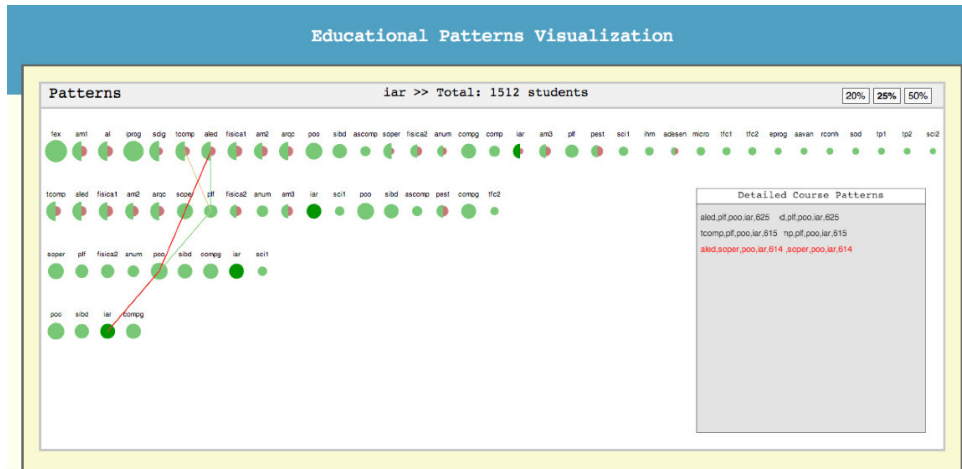 Educational Patterns Visualization
Patterns iar >> Total: 1512 students 20% 25% 50%
fex am1 al iprog sdig tcomp aled fisica1 am2 arqc poo sibd ascomp soper fisica2 anum compg comp iar am3 plf pest sci1 ihm adesen micro tfc1 tfc2 eprog aavan rconh sod tp1 tp2 sci2
tcomp aled fisica1 am2 arqc sope plf fisica2 anum am3 iar sci1 poo sibd ascomp pest compg tfc2
soper plf fisica2 anum poo sibd compg iar sci1
poo sibd iar compg
Detailed Course Patterns
aled,plf,poo,iar,625 d,plf,poo,iar,625
tcomp,plf,poo,iar,615 np,plf,poo,iar,615
aled,soper,poo,iar,614 ,soper,poo,iar,614